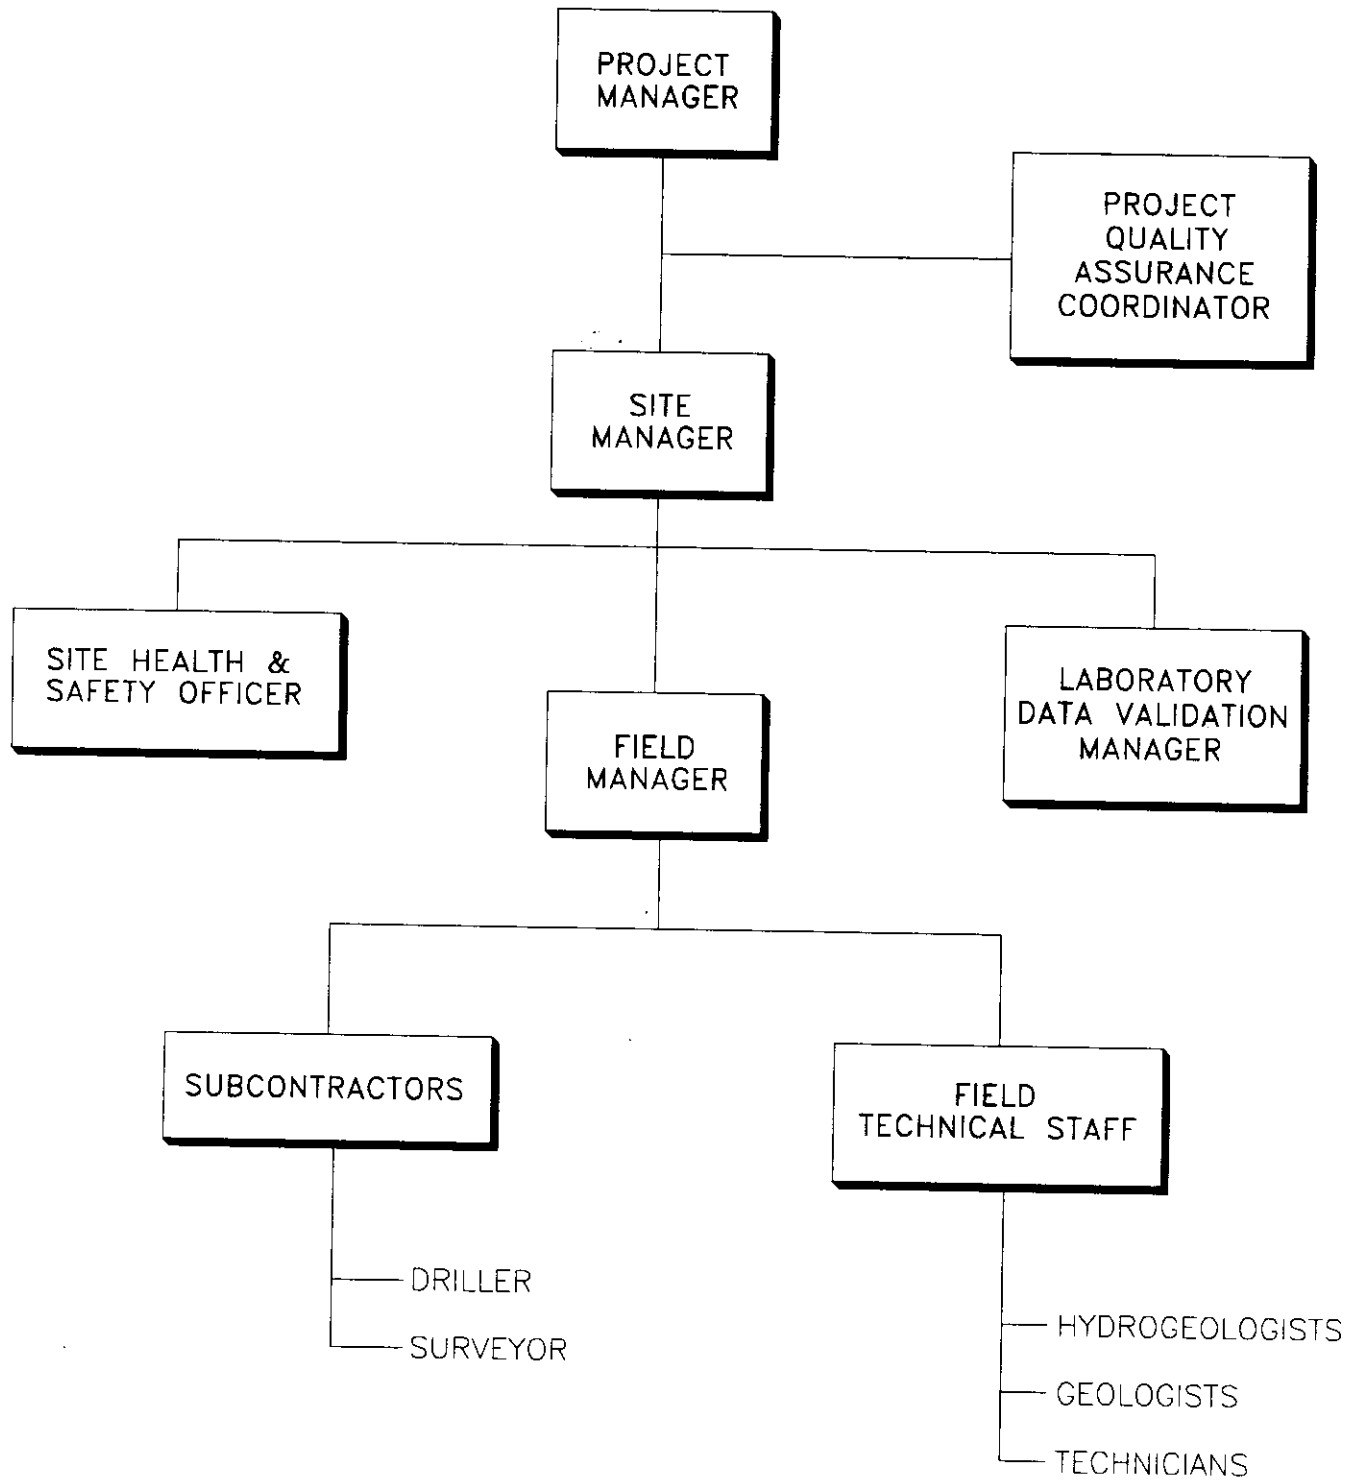 PROJECT
MANAGER
PROJECT
QUALITY
ASSURANCE
COORDINATOR
SITE
MANAGER
SITE HEALTH &
SAFETY OFFICER
FIELD
MANAGER
LABORATORY
DATA VALIDATION
MANAGER
SUBCONTRACTORS
FIELD
TECHNICAL STAFF
DRILLER
SURVEYOR
HYDROGEOLOGISTS
GEOLOGISTS
TECHNICIANS